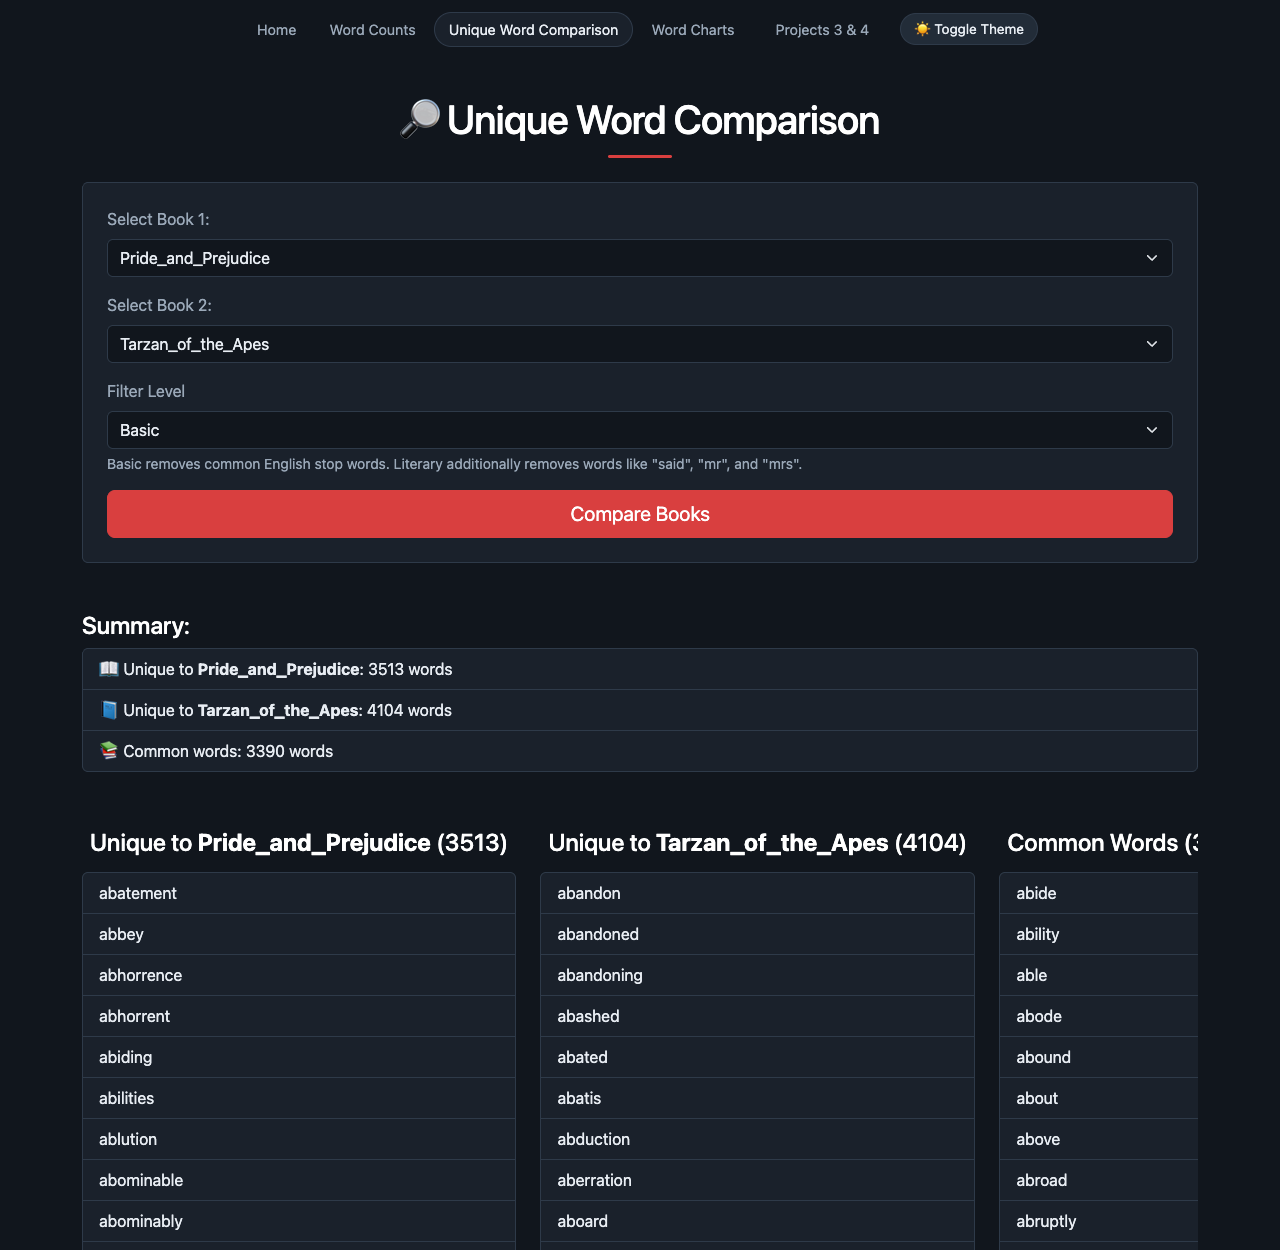 Home Word Counts Unique Word Comparison Word Charts Projects 3 & 4 ☀️ Toggle Theme
🔎 Unique Word Comparison
Select Book 1:
Pride_and_Prejudice
Select Book 2:
Tarzan_of_the_Apes
Filter Level
Basic
Basic removes common English stop words. Literary additionally removes words like "said", "mr", and "mrs".
Compare Books
Summary:
📖 Unique to Pride_and_Prejudice: 3513 words
📘 Unique to Tarzan_of_the_Apes: 4104 words
📚 Common words: 3390 words
Unique to Pride_and_Prejudice (3513)
abatement
abbey
abhorrence
abhorrent
abiding
abilities
ablution
abominable
abominably
Unique to Tarzan_of_the_Apes (4104)
abandon
abandoned
abandoning
abashed
abated
abatis
abduction
aberration
aboard
Common Words (
abide
ability
able
abode
abound
about
above
abroad
abruptly